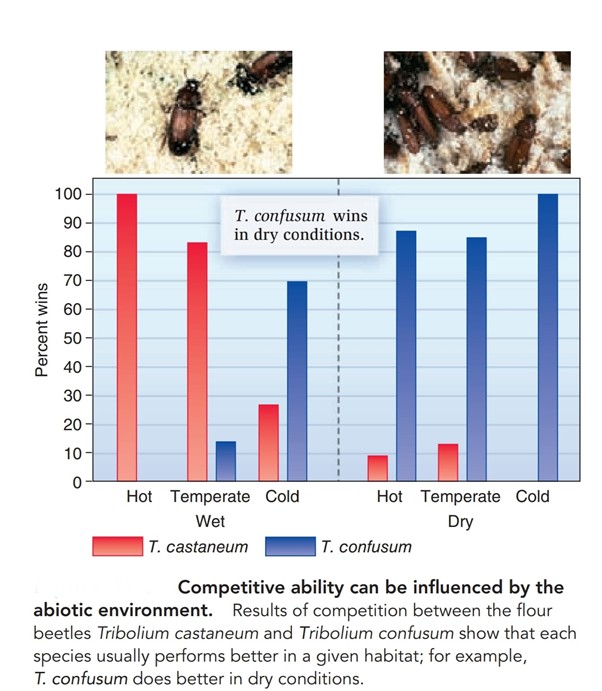 T. confusum wins
in dry conditions.
100
90
80
70
60
50
40
30
20
10
0
Percent wins
Hot Temperate Cold Hot Temperate Cold
Wet Dry
T. castaneum T. confusum
Competitive ability can be influenced by the
abiotic environment. Results of competition between the flour
beetles Tribolium castaneum and Tribolium confusum show that each
species usually performs better in a given habitat; for example,
T. confusum does better in dry conditions.